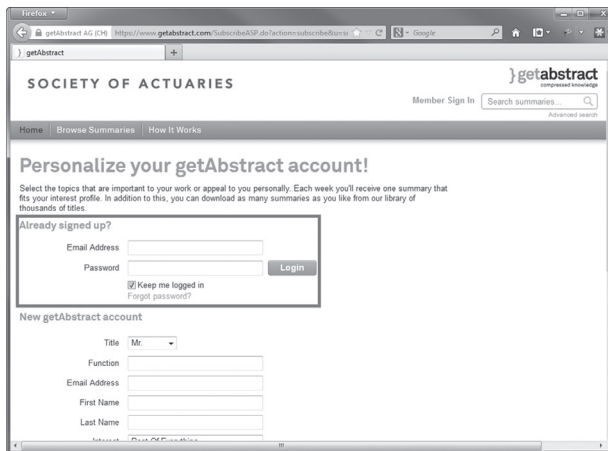 Firefox
getAbstract AG (CH) https://www.getabstract.com/SubscribeASP.do?action=subscribe&u=so Google
} getAbstract +
SOCIETY OF ACTUARIES
}getabstract
compressed knowledge
Member Sign In Search summaries...
Advanced search
Home Browse Summaries How It Works
Personalize your getAbstract account!
Select the topics that are important to your work or appeal to you personally. Each week you'll receive one summary that
fits your interest profile. In addition to this, you can download as many summaries as you like from our library of
thousands of titles.
Already signed up?
Email Address
Password Login
Keep me logged in
Forgot password?
New getAbstract account
Title Mr.
Function
Email Address
First Name
Last Name
Interest Best Of Everything